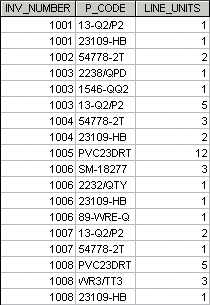 INV_NUMBER P_CODE LINE_UNITS
1001 13-Q2/P2 1
1001 23109-HB 1
1002 54778-2T 2
1003 2238/QPD 1
1003 1546-QQ2 1
1003 13-Q2/P2 5
1004 54778-2T 3
1004 23109-HB 2
1005 PVC23DRT 12
1006 SM-18277 3
1006 2232/QTY 1
1006 23109-HB 1
1006 89-WRE-Q 1
1007 13-Q2/P2 2
1007 54778-2T 1
1008 PVC23DRT 5
1008 WR3/TT3 3
1008 23109-HB 1